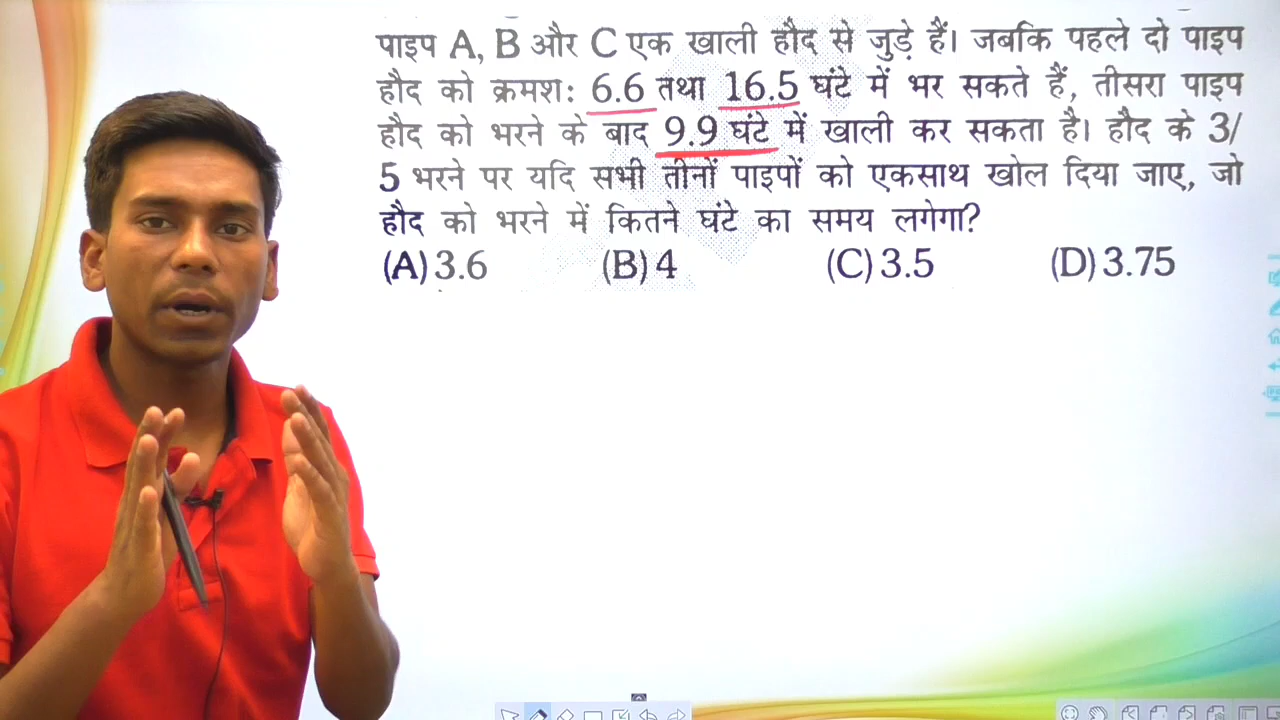 पाइप A, B और C एक खाली हौद से जुड़े हैं। जबकि पहले दो पाइप
हौद को क्रमश: 6.6 तथा 16.5 घंटे में भर सकते हैं, तीसरा पाइप
हौद को भरने के बाद 9.9 घंटे में खाली कर सकता है। हौद के 3/
5 भरने पर यदि सभी तीनों पाइपों को एकसाथ खोल दिया जाए, जो
हौद को भरने में कितने घंटे का समय लगेगा?
(A) 3.6 (B) 4 (C) 3.5 (D) 3.75